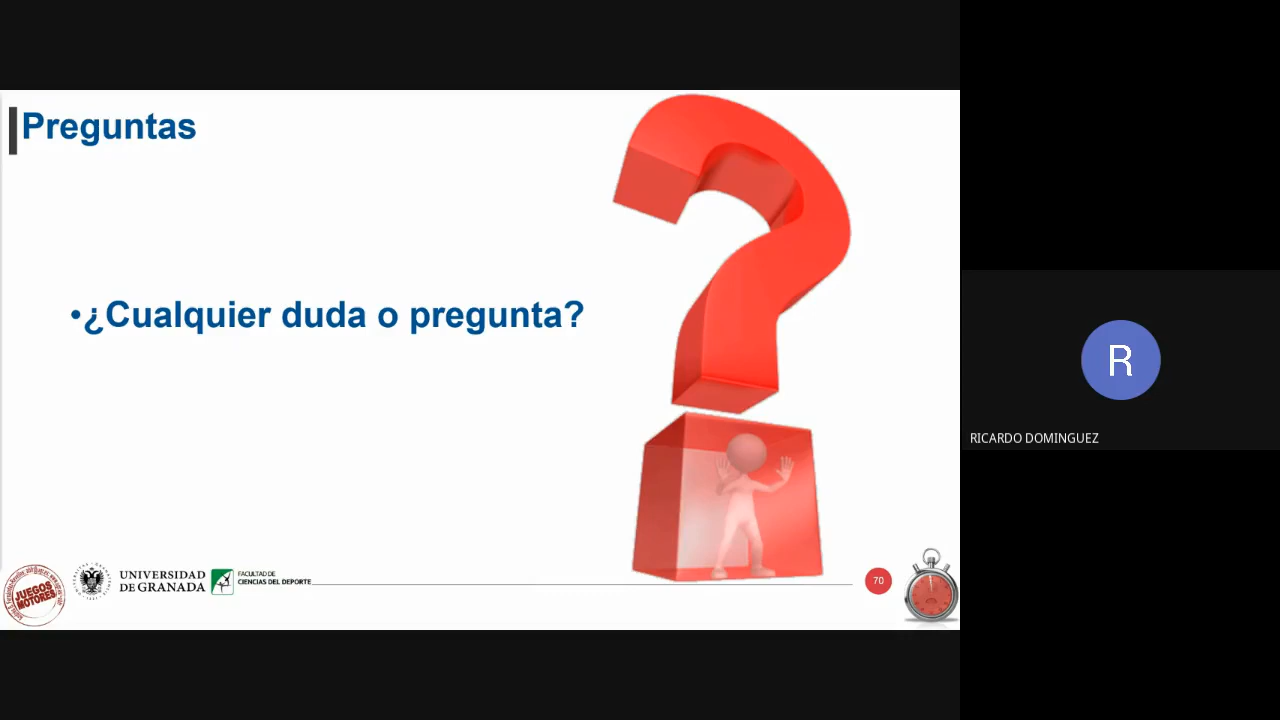 Preguntas
•¿Cualquier duda o pregunta?
JUEGOS
MOTORES
UNIVERSIDAD
DE GRANADA
FACULTAD DE
CIENCIAS DEL DEPORTE
70
R
RICARDO DOMINGUEZ